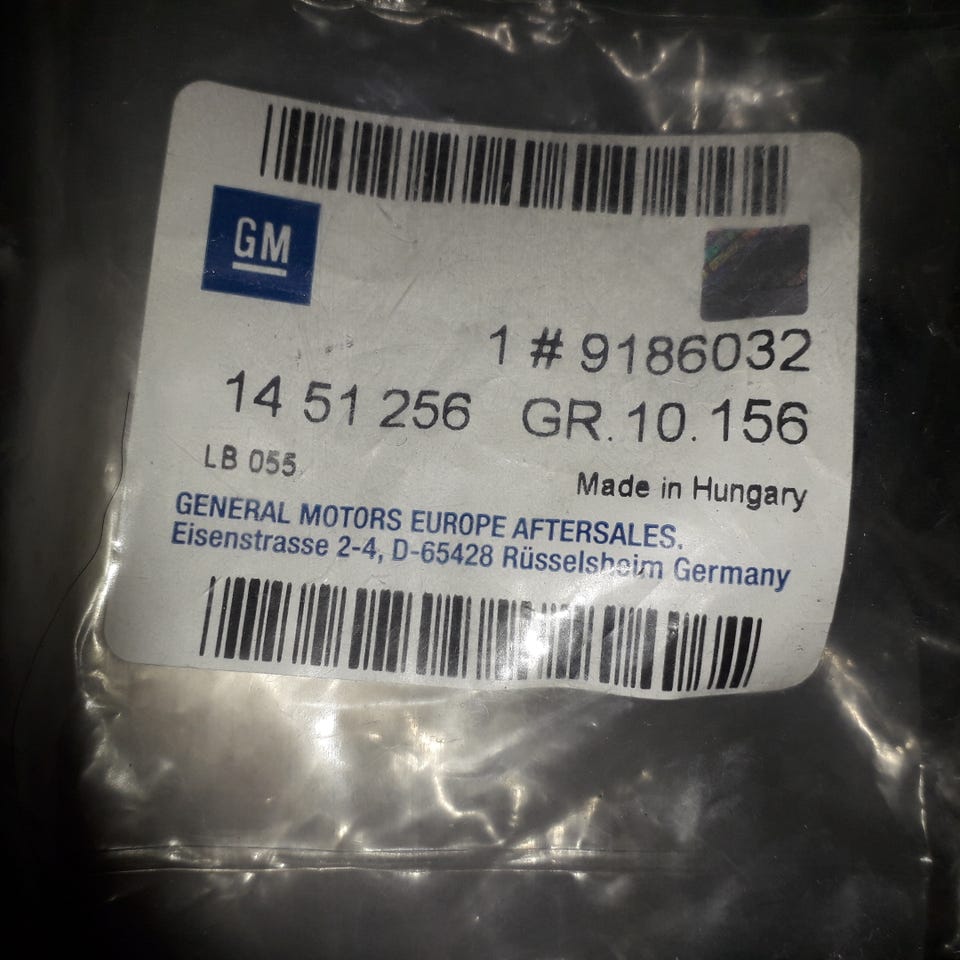 GM
1 # 9186032
14 51 256 GR. 10. 156
LB 055
Made in Hungary
GENERAL MOTORS EUROPE AFTERSALES.
Eisenstrasse 2-4, D-65428 Rüsselsheim Germany